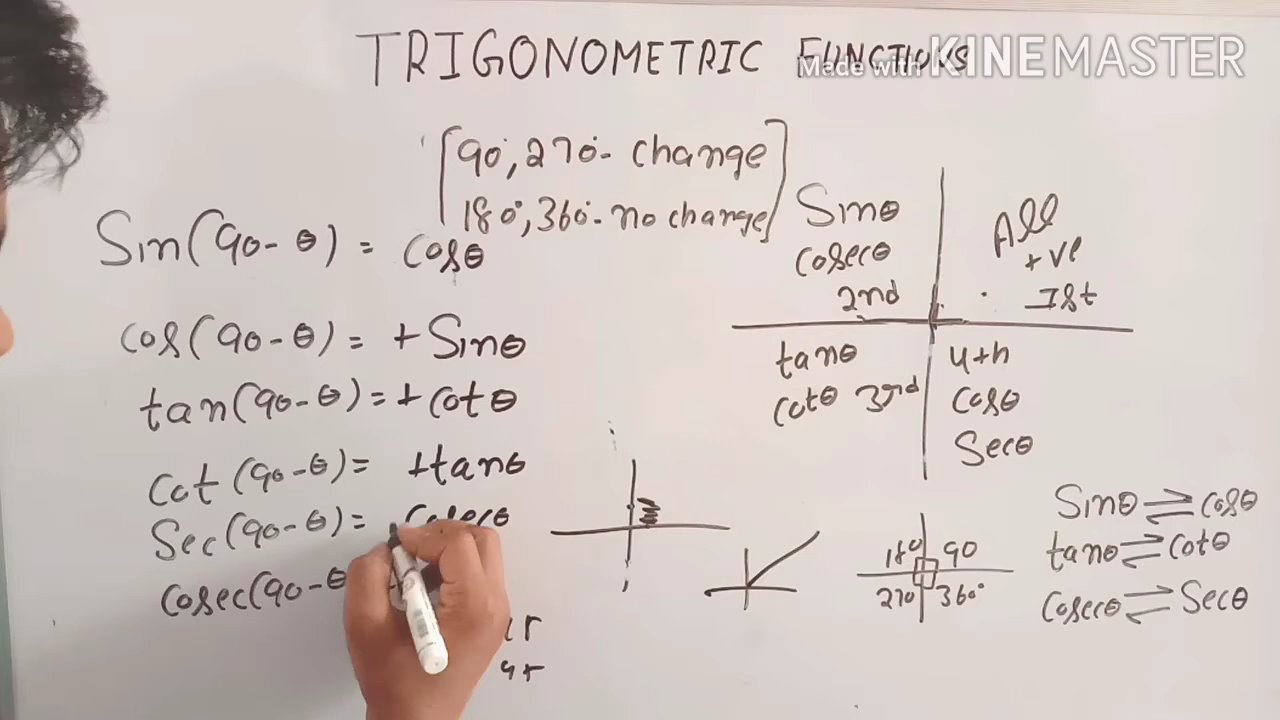 TRIGONOMETRIC FUNCTIONS
Made with KINEMASTER
[90°, 270°- change
180°, 360°- no change]
Sin(90-θ) = cosθ
cos(90-θ) = + Sinθ
tan(90-θ) = + cotθ
cot(90-θ) = +tanθ
Sec(90-θ) = cosecθ
cosec(90-θ
Sinθ
cosecθ
2nd
All
+ve
Ist
tanθ
cotθ 3rd
4th
cosθ
Secθ
180° 90
270° 360°
Sinθ ⇌ cosθ
tanθ ⇌ cotθ
cosecθ ⇌ Secθ